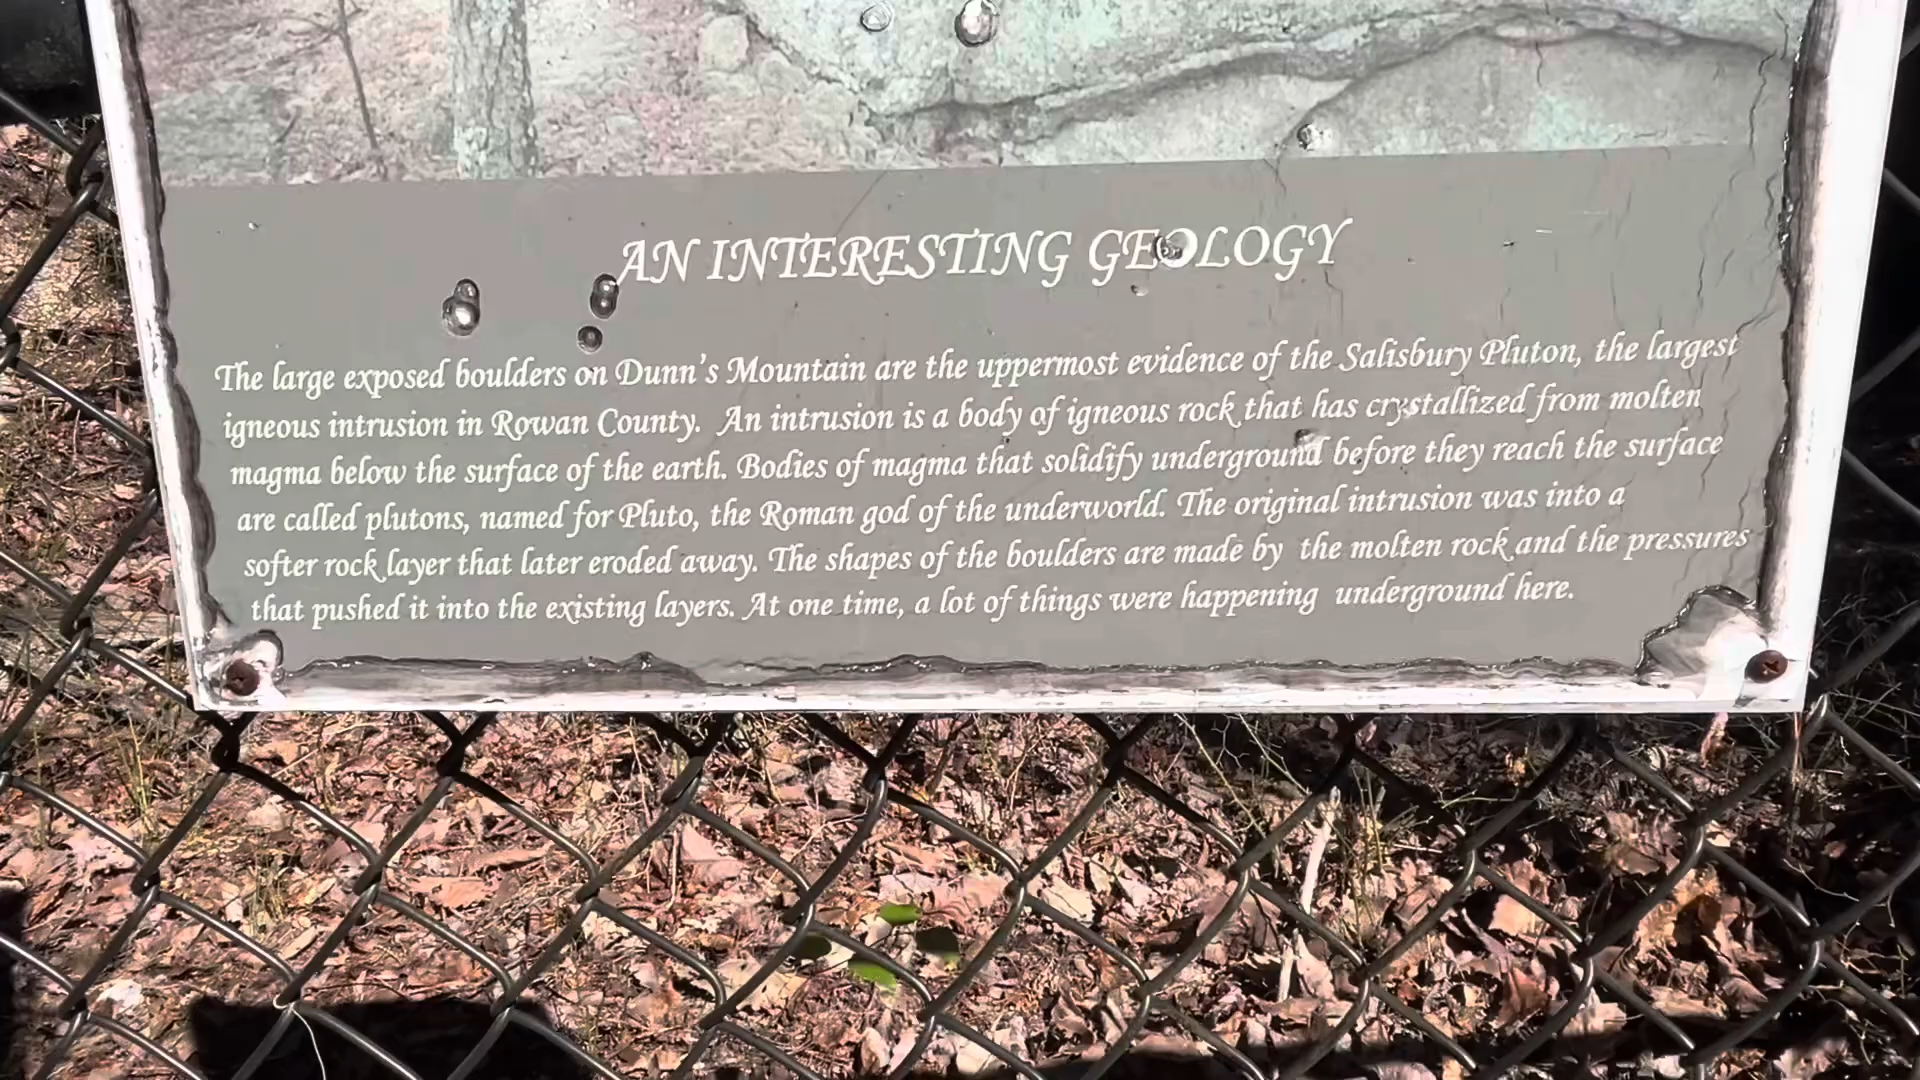 AN INTERESTING GEOLOGY
The large exposed boulders on Dunn's Mountain are the uppermost evidence of the Salisbury Pluton, the largest
igneous intrusion in Rowan County. An intrusion is a body of igneous rock that has crystallized from molten
magma below the surface of the earth. Bodies of magma that solidify underground before they reach the surface
are called plutons, named for Pluto, the Roman god of the underworld. The original intrusion was into a
softer rock layer that later eroded away. The shapes of the boulders are made by the molten rock and the pressures
that pushed it into the existing layers. At one time, a lot of things were happening underground here.